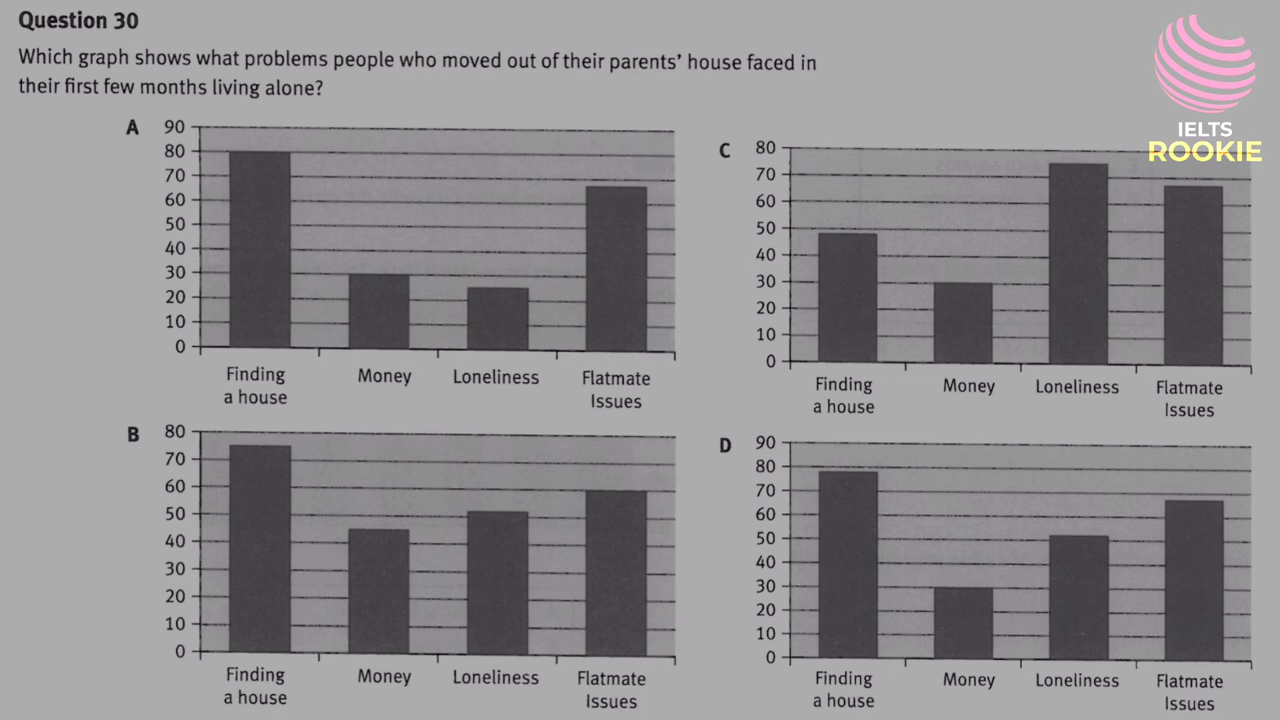 Question 30
Which graph shows what problems people who moved out of their parents' house faced in
their first few months living alone?
IELTS
ROOKIE
A
90
80
70
60
50
40
30
20
10
0
Finding
a house
Money
Loneliness
Flatmate
Issues
C
80
70
60
50
40
30
20
10
0
Finding
a house
Money
Loneliness
Flatmate
Issues
B
80
70
60
50
40
30
20
10
0
Finding
a house
Money
Loneliness
Flatmate
Issues
D
90
80
70
60
50
40
30
20
10
0
Finding
a house
Money
Loneliness
Flatmate
Issues